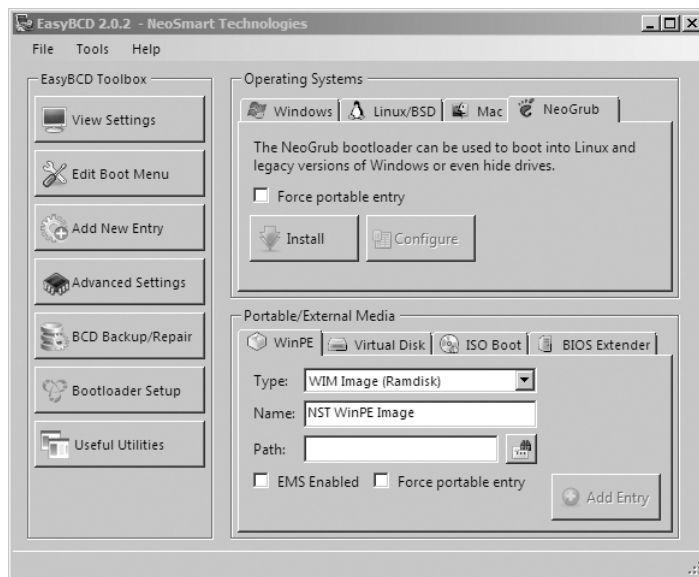 EasyBCD 2.0.2 - NeoSmart Technologies
File Tools Help
EasyBCD Toolbox
View Settings
Edit Boot Menu
Add New Entry
Advanced Settings
BCD Backup/Repair
Bootloader Setup
Useful Utilities
Operating Systems
Windows Linux/BSD Mac NeoGrub
The NeoGrub bootloader can be used to boot into Linux and
legacy versions of Windows or even hide drives.
Force portable entry
Install Configure
Portable/External Media
WinPE Virtual Disk ISO Boot BIOS Extender
Type: WIM Image (Ramdisk)
Name: NST WinPE Image
Path:
EMS Enabled Force portable entry
Add Entry